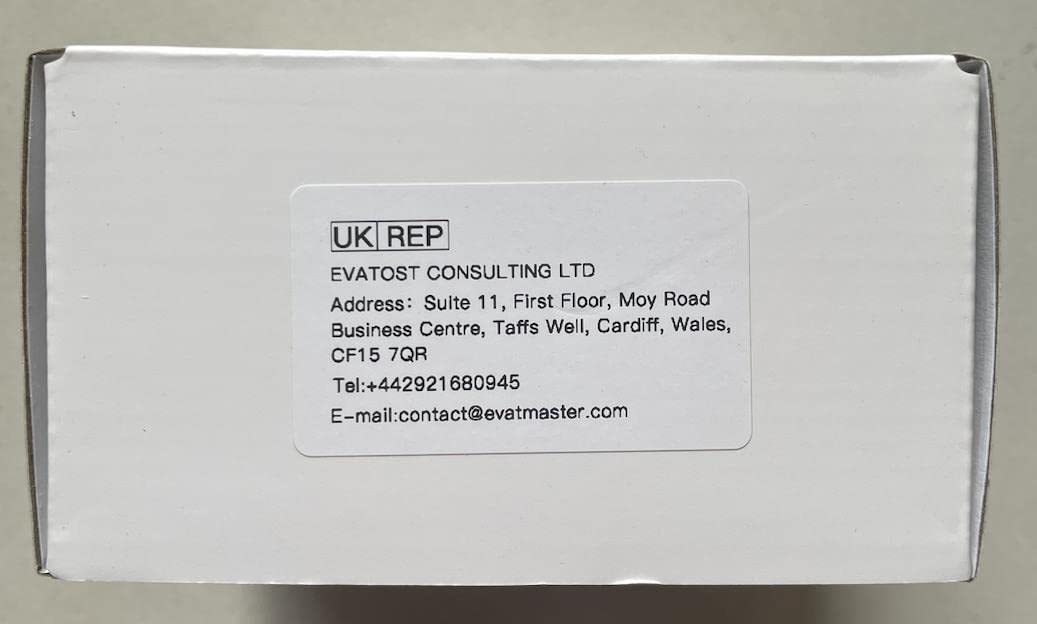 UK REP
EVATOST CONSULTING LTD
Address: Suite 11, First Floor, Moy Road
Business Centre, Taffs Well, Cardiff, Wales,
CF15 7QR
Tel:+442921680945
E-mail:contact@evatmaster.com